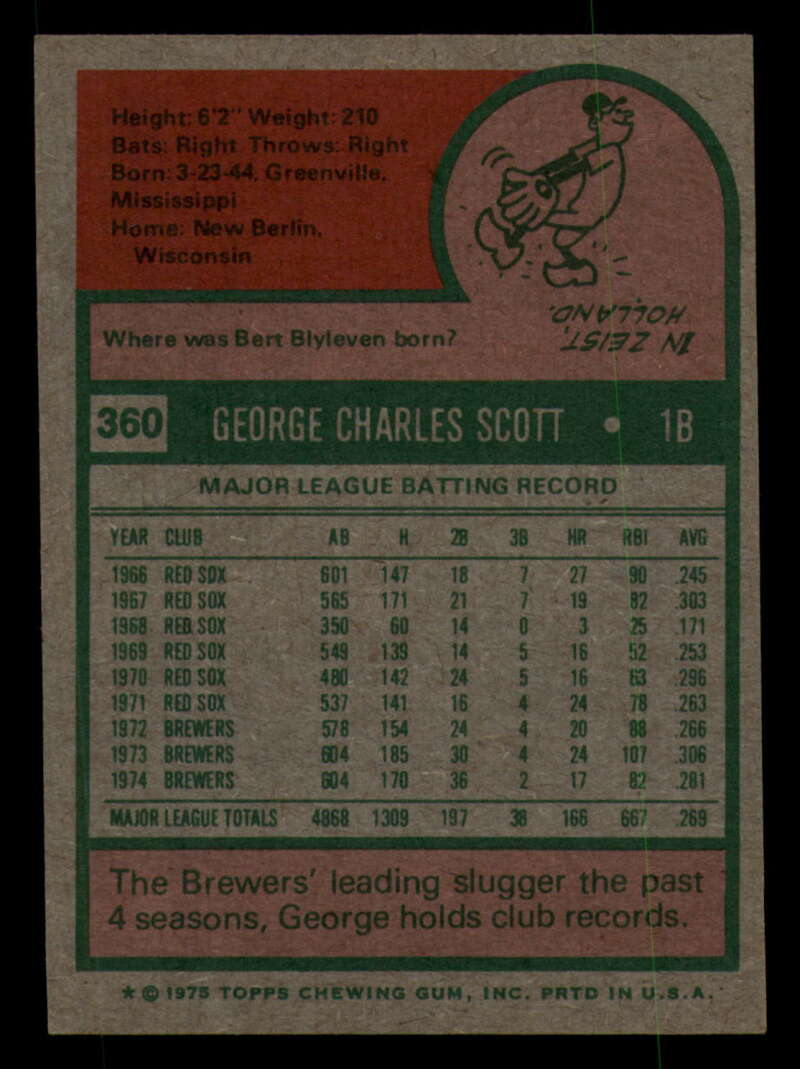 Height: 6'2" Weight: 210
Bats: Right Throws: Right
Born: 3-23-44, Greenville,
Mississippi
Home: New Berlin,
Wisconsin
Where was Bert Blyleven born?
IN ZEIST,
HOLLAND.
360 GEORGE CHARLES SCOTT • 1B
MAJOR LEAGUE BATTING RECORD
YEAR CLUB AB H 2B 3B HR RBI AVG
1966 RED SOX 601 147 18 7 27 90 .245
1967 RED SOX 565 171 21 7 19 82 .303
1968 RED SOX 350 60 14 0 3 25 .171
1969 RED SOX 549 139 14 5 16 52 .253
1970 RED SOX 480 142 24 5 16 63 .296
1971 RED SOX 537 141 16 4 24 78 .263
1972 BREWERS 578 154 24 4 20 88 .266
1973 BREWERS 604 185 30 4 24 107 .306
1974 BREWERS 604 170 36 2 17 82 .281
MAJOR LEAGUE TOTALS 4868 1309 197 38 166 667 .269
The Brewers' leading slugger the past
4 seasons, George holds club records.
* © 1975 TOPPS CHEWING GUM, INC. PRTD IN U.S.A.